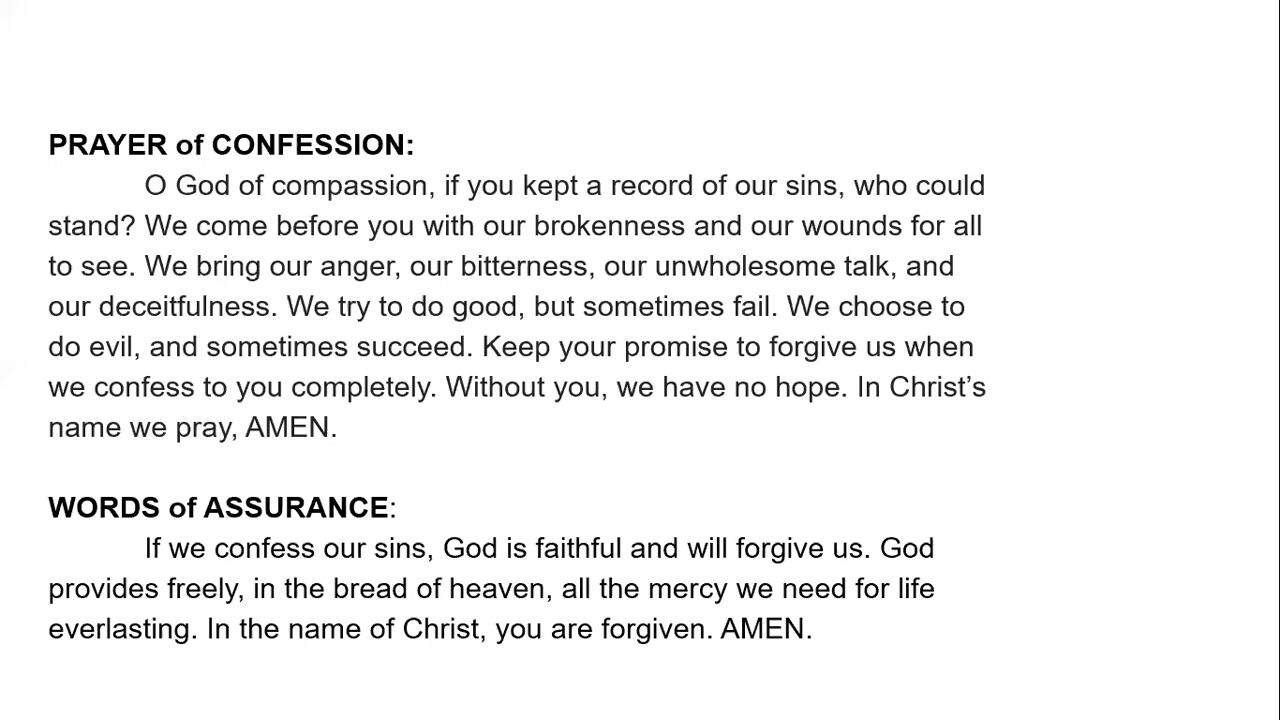 PRAYER of CONFESSION:
O God of compassion, if you kept a record of our sins, who could
stand? We come before you with our brokenness and our wounds for all
to see. We bring our anger, our bitterness, our unwholesome talk, and
our deceitfulness. We try to do good, but sometimes fail. We choose to
do evil, and sometimes succeed. Keep your promise to forgive us when
we confess to you completely. Without you, we have no hope. In Christ’s
name we pray, AMEN.
WORDS of ASSURANCE:
If we confess our sins, God is faithful and will forgive us. God
provides freely, in the bread of heaven, all the mercy we need for life
everlasting. In the name of Christ, you are forgiven. AMEN.